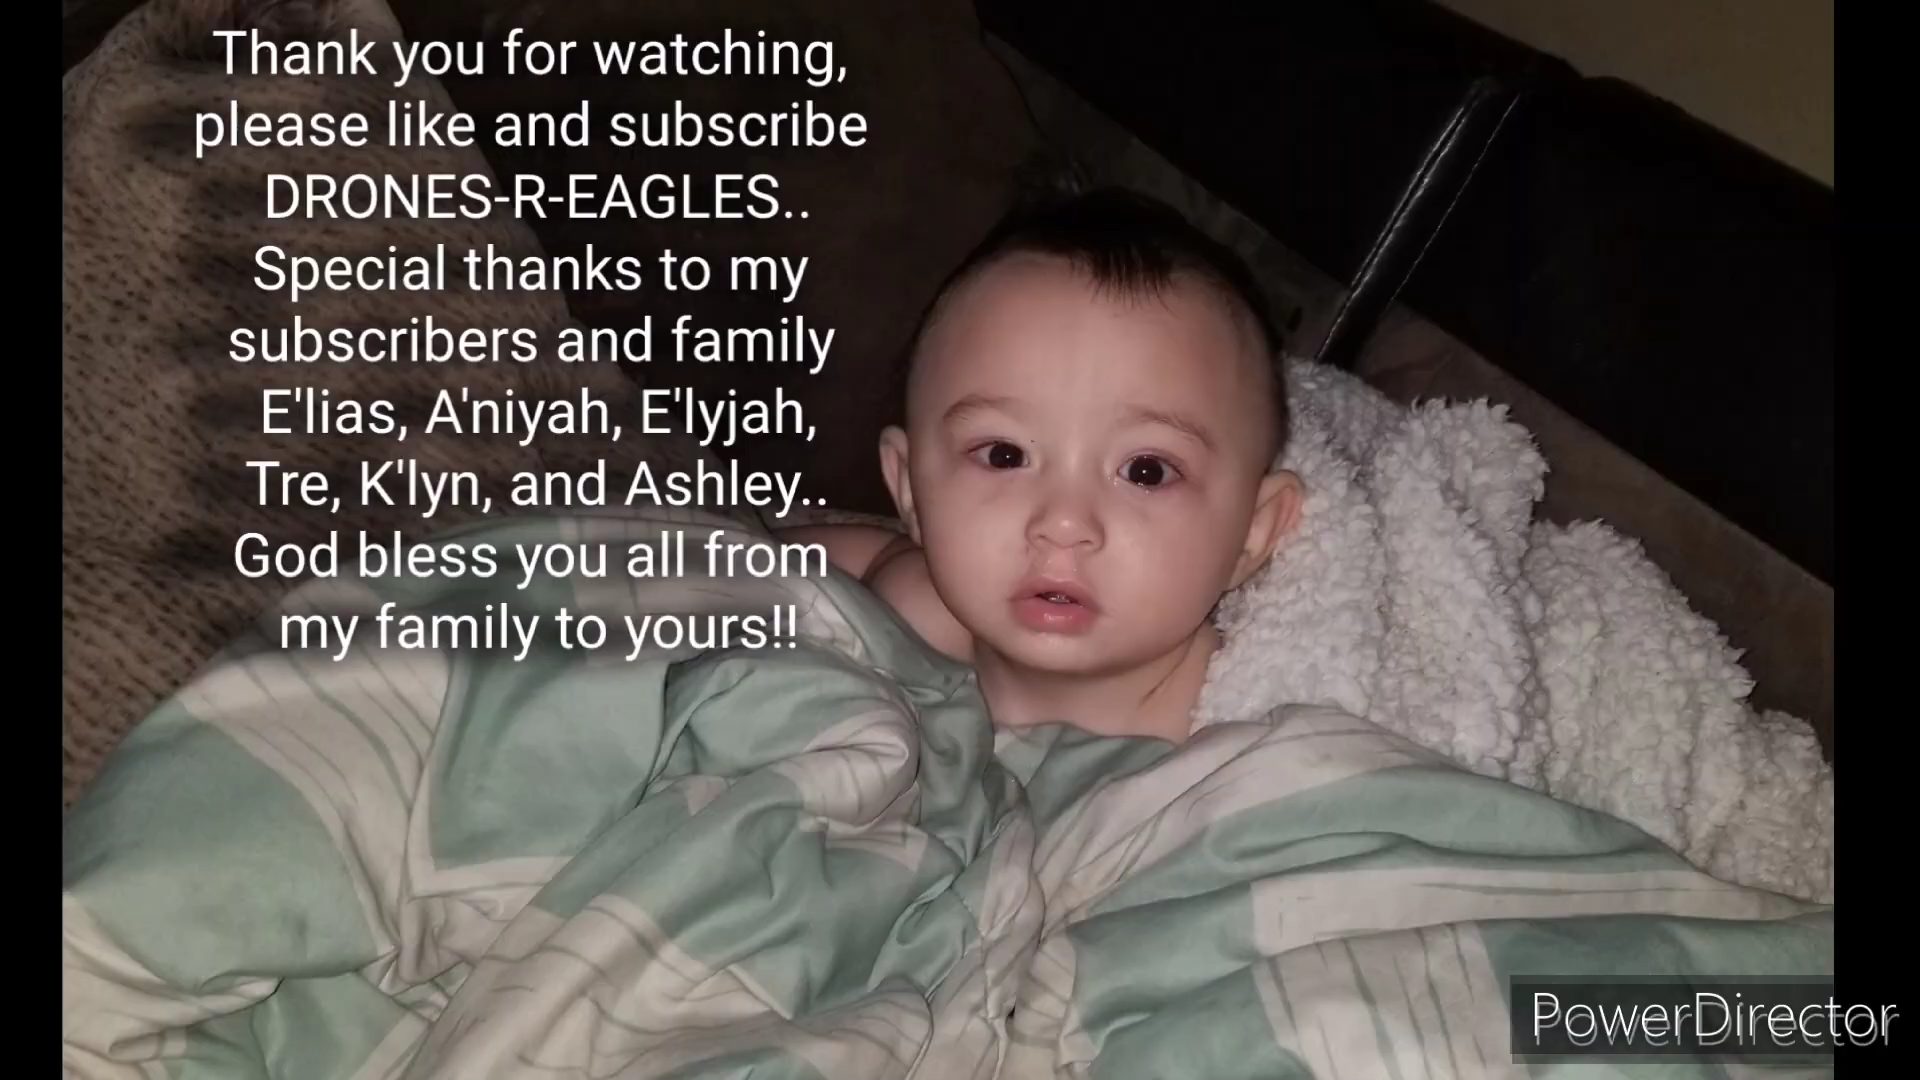 Thank you for watching,
please like and subscribe
DRONES-R-EAGLES..
Special thanks to my
subscribers and family
E'lias, A'niyah, E'lyjah,
Tre, K'lyn, and Ashley..
God bless you all from
my family to yours!!
PowerDirector